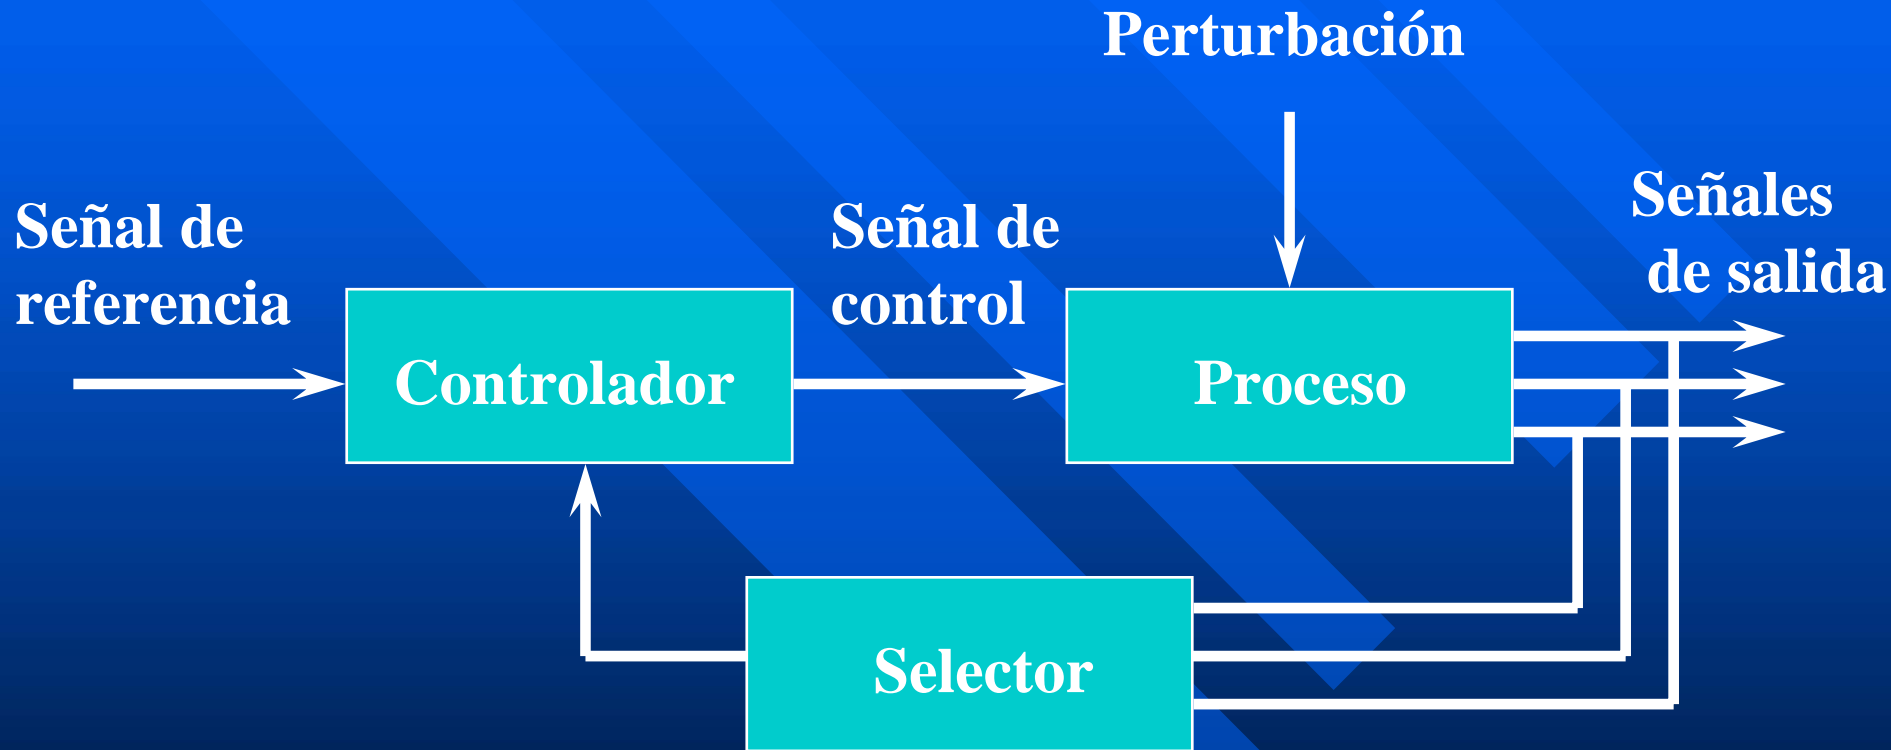 Perturbación
Señales
de salida
Señal de
referencia
Señal de
control
Controlador
Proceso
Selector